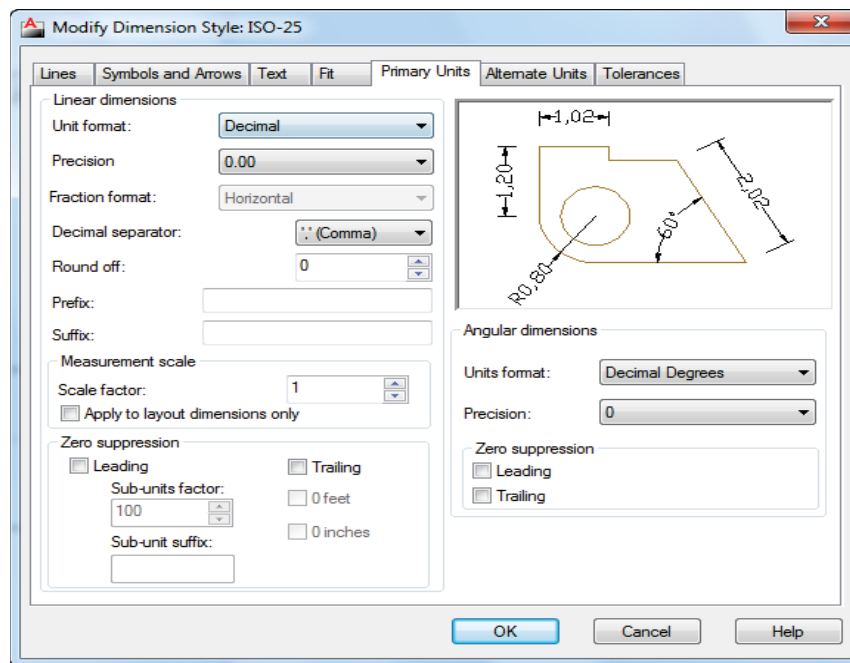 Modify Dimension Style: ISO-25
Lines Symbols and Arrows Text Fit Primary Units Alternate Units Tolerances
Linear dimensions
Unit format: Decimal
Precision 0.00
Fraction format: Horizontal
Decimal separator: ',' (Comma)
Round off: 0
Prefix:
Suffix:
Measurement scale
Scale factor: 1
Apply to layout dimensions only
Zero suppression
Leading Trailing
Sub-units factor: 0 feet
100
0 inches
Sub-unit suffix:
1,02
1,20
2,02
60°
R0,80
Angular dimensions
Units format: Decimal Degrees
Precision: 0
Zero suppression
Leading
Trailing
OK Cancel Help